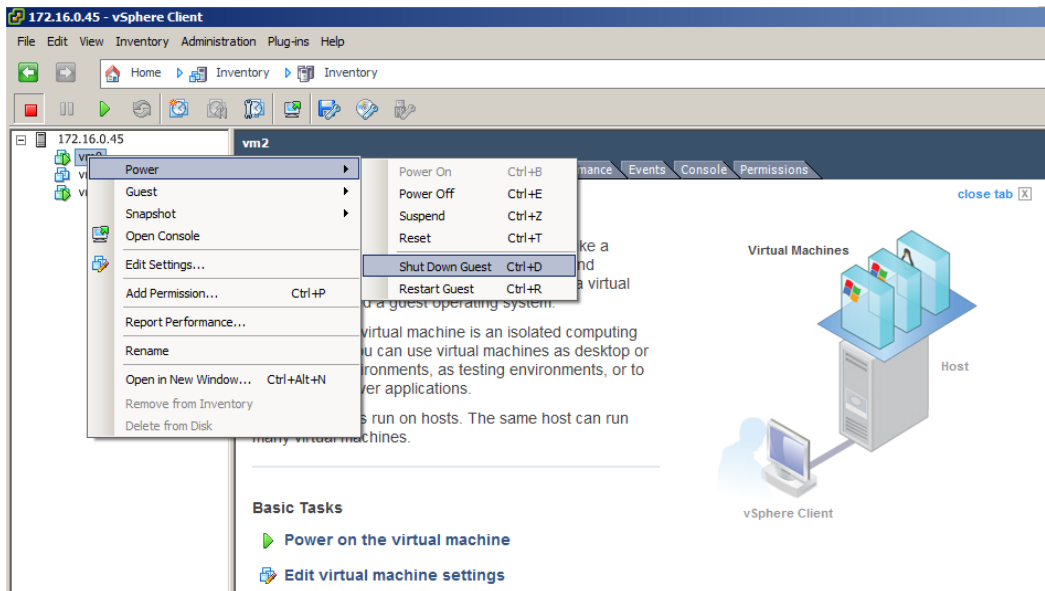 172.16.0.45 - vSphere Client
File Edit View Inventory Administration Plug-ins Help
Home Inventory Inventory
172.16.0.45
vm2
Power
Guest
Snapshot
Open Console
Edit Settings...
Add Permission... Ctrl+P
Report Performance...
Rename
Open in New Window... Ctrl+Alt+N
Remove from Inventory
Delete from Disk
Power On Ctrl+B
Power Off Ctrl+E
Suspend Ctrl+Z
Reset Ctrl+T
Shut Down Guest Ctrl+D
Restart Guest Ctrl+R
Events Console Permissions
close tab X
a virtual
a guest operating system.
virtual machine is an isolated computing
can use virtual machines as desktop or
as testing environments, or to
applications.
run on hosts. The same host can run
many virtual machines.
Virtual Machines
Host
vSphere Client
Basic Tasks
Power on the virtual machine
Edit virtual machine settings